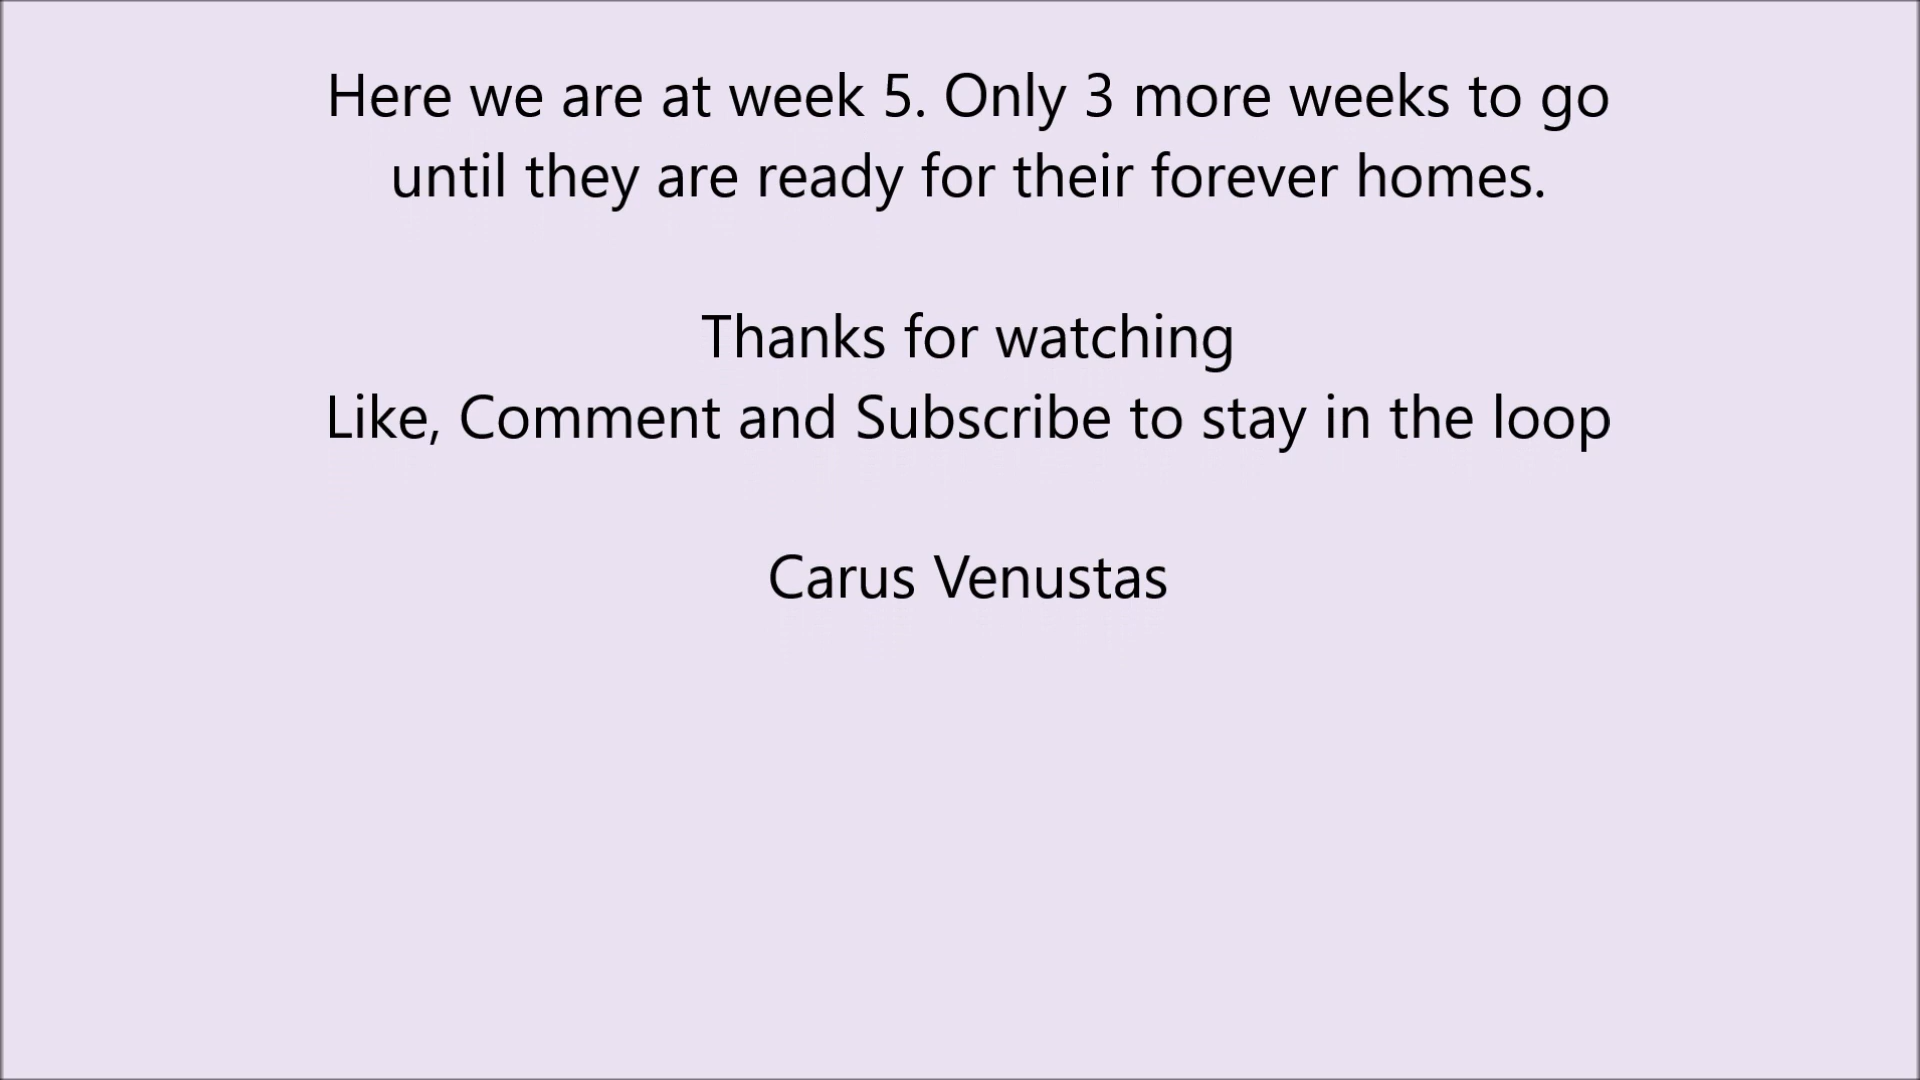 Here we are at week 5. Only 3 more weeks to go
until they are ready for their forever homes.
Thanks for watching
Like, Comment and Subscribe to stay in the loop
Carus Venustas